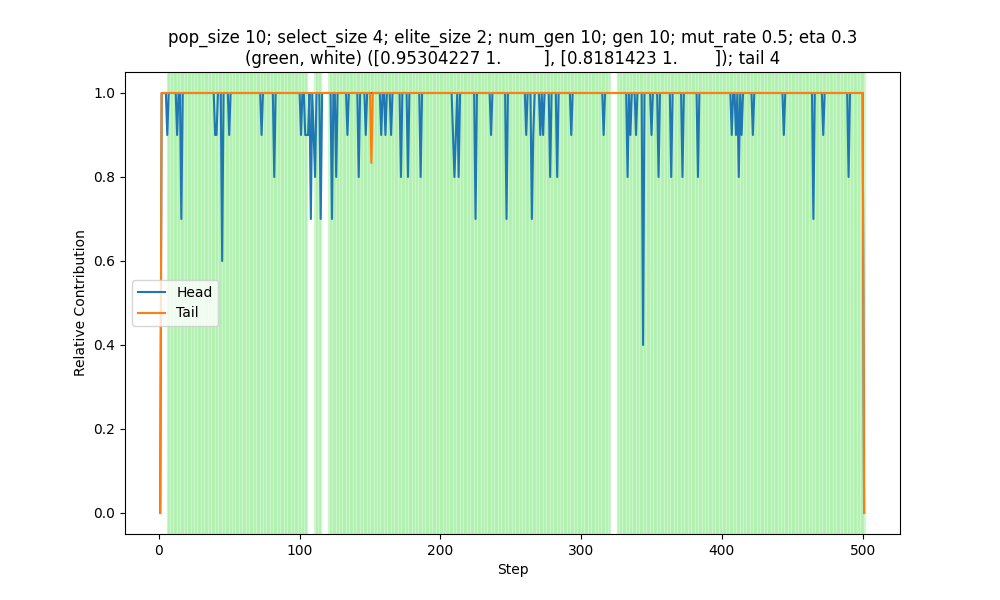 pop_size 10; select_size 4; elite_size 2; num_gen 10; gen 10; mut_rate 0.5; eta 0.3
(green, white) ([0.95304227 1.        ], [0.8181423 1.        ]); tail 4
1.0
0.8
0.6
0.4
0.2
0.0
Relative Contribution
Head
Tail
0
100
200
300
400
500
Step